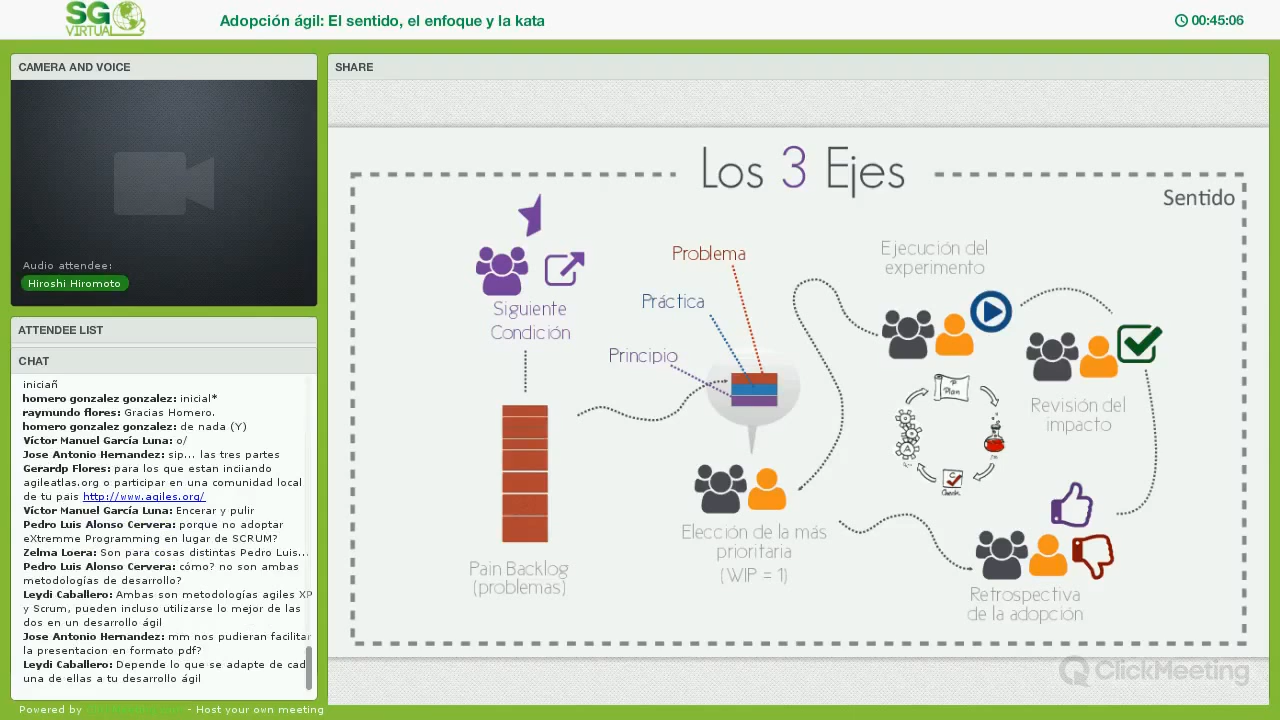 SG
VIRTUAL
Adopción ágil: El sentido, el enfoque y la kata
00:45:06
CAMERA AND VOICE
Audio attendee:
Hiroshi Hiromoto
ATTENDEE LIST
CHAT
iniciañ
homero gonzalez gonzalez: inicial*
raymundo flores: Gracias Homero.
homero gonzalez gonzalez: de nada (Y)
Víctor Manuel García Luna: o/
Jose Antonio Hernandez: sip... las tres partes
Gerardp Flores: para los que estan inciiando
agileatlas.org o participar en una comunidad local
de tu pais http://www.agiles.org/
Víctor Manuel García Luna: Encerar y pulir
Pedro Luis Alonso Cervera: porque no adoptar
eXtremne Programming en lugar de SCRUM?
Zelma Loera: Son para cosas distintas Pedro Luis...
Pedro Luis Alonso Cervera: cómo? no son ambas
metodologías de desarrollo?
Leydi Caballero: Ambas son metodologías agiles XP
y Scrum, pueden incluso utilizarse lo mejor de las
dos en un desarrollo ágil
Jose Antonio Hernandez: mm nos pudieran facilitar
la presentacion en formato pdf?
Leydi Caballero: Depende lo que se adapte de cad
una de ellas a tu desarrollo ágil
Powered by
- Host your own meeting
SHARE
Los 3 Ejes
Sentido
Siguiente
Condición
Pain Backlog
(problemas)
Problema
Práctica
Principio
Elección de la más
prioritaria
(WIP = 1)
Ejecución del
experimento
Plan
Check
Revisión del
impacto
Retrospectiva
de la adopción
ClickMeeting